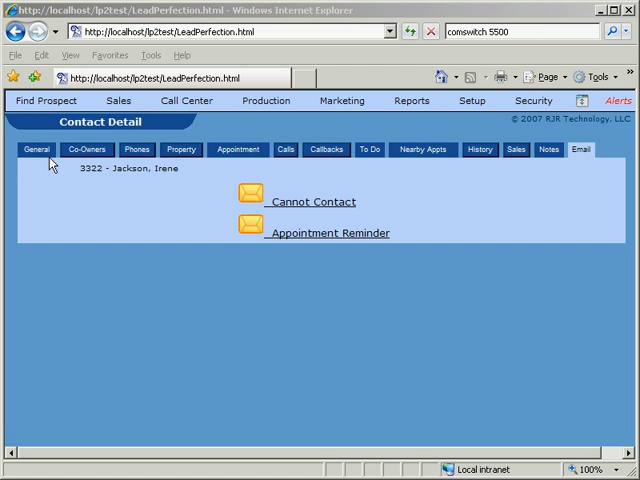 http://localhost/lp2test/LeadPerfection.html - Windows Internet Explorer
http://localhost/lp2test/LeadPerfection.html
comswitch 5500
File Edit View Favorites Tools Help
http://localhost/lp2test/LeadPerfection.html
Page Tools »
Find Prospect Sales Call Center Production Marketing Reports Setup Security Alerts
Contact Detail
© 2007 RJR Technology, LLC
General Co-Owners Phones Property Appointment Calls Callbacks To Do Nearby Appts History Sales Notes Email
3322 - Jackson, Irene
Cannot Contact
Appointment Reminder
Local intranet
100%